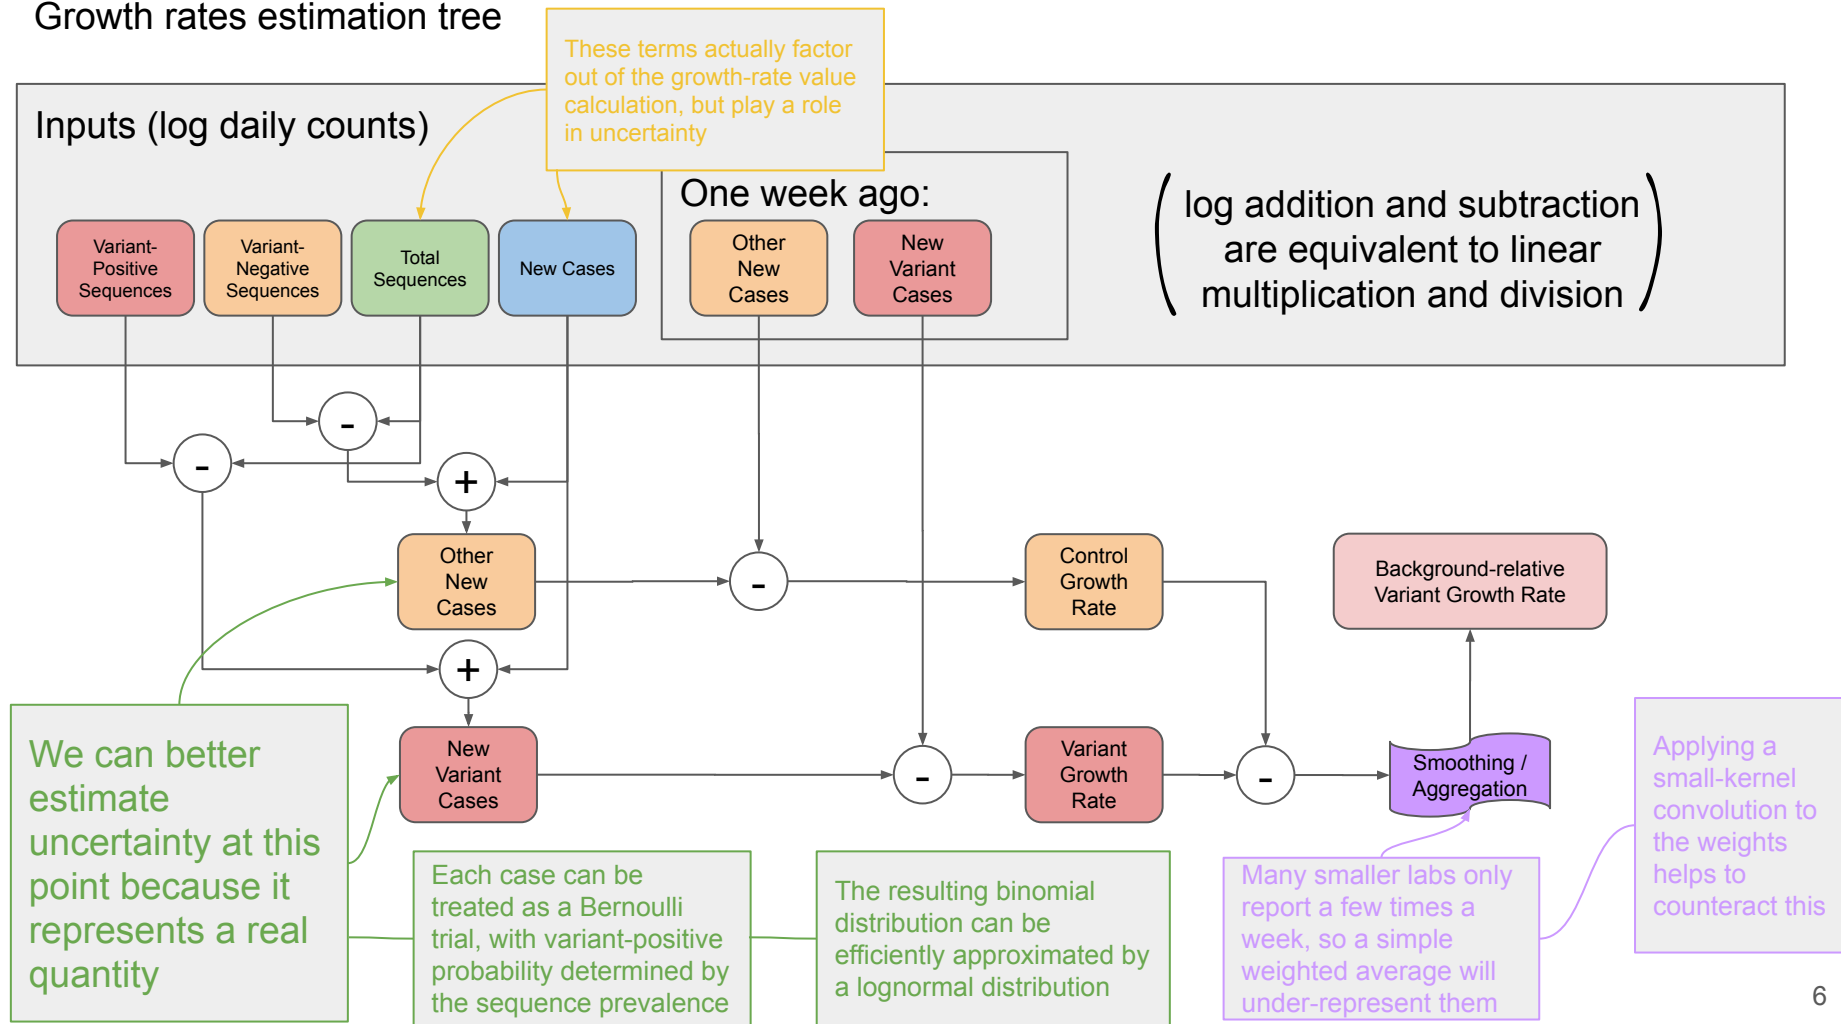 Growth rates estimation tree
These terms actually factor
out of the growth-rate value
calculation, but play a role
in uncertainty
Inputs (log daily counts)
One week ago:
Variant-
Positive
Sequences
Variant-
Negative
Sequences
Total
Sequences
New Cases
Other
New
Cases
New
Variant
Cases
log addition and subtraction
are equivalent to linear
multiplication and division
-
-
+
Other
New
Cases
-
Control
Growth
Rate
Background-relative
Variant Growth Rate
+
New
Variant
Cases
-
Variant
Growth
Rate
-
Smoothing /
Aggregation
We can better
estimate
uncertainty at this
point because it
represents a real
quantity
Each case can be
treated as a Bernoulli
trial, with variant-positive
probability determined by
the sequence prevalence
The resulting binomial
distribution can be
efficiently approximated by
a lognormal distribution
Many smaller labs only
report a few times a
week, so a simple
weighted average will
under-represent them
Applying a
small-kernel
convolution to
the weights
helps to
counteract this
6